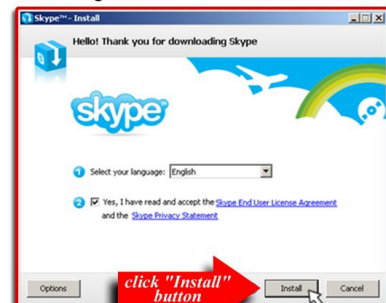 Skype™ - Install
Hello! Thank you for downloading Skype
skype
1 Select your language: English
2 Yes, I have read and accept the Skype End User License Agreement
and the Skype Privacy Statement
Options
click "Install"
button
Install
Cancel